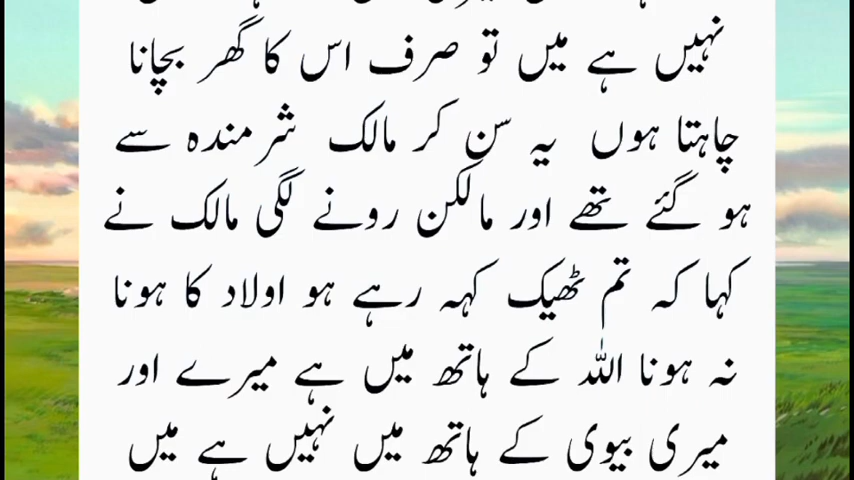 نہیں ہے میں تو صرف اس کا گھر بچانا
چاہتا ہوں یہ سن کر مالک شرمندہ سے
ہو گئے تھے اور مالکن رونے لگی مالک نے
کہا کہ تم ٹھیک کہہ رہے ہو اولاد کا ہونا
نہ ہونا اللہ کے ہاتھ میں ہے میرے اور
میری بیوی کے ہاتھ میں نہیں ہے میں